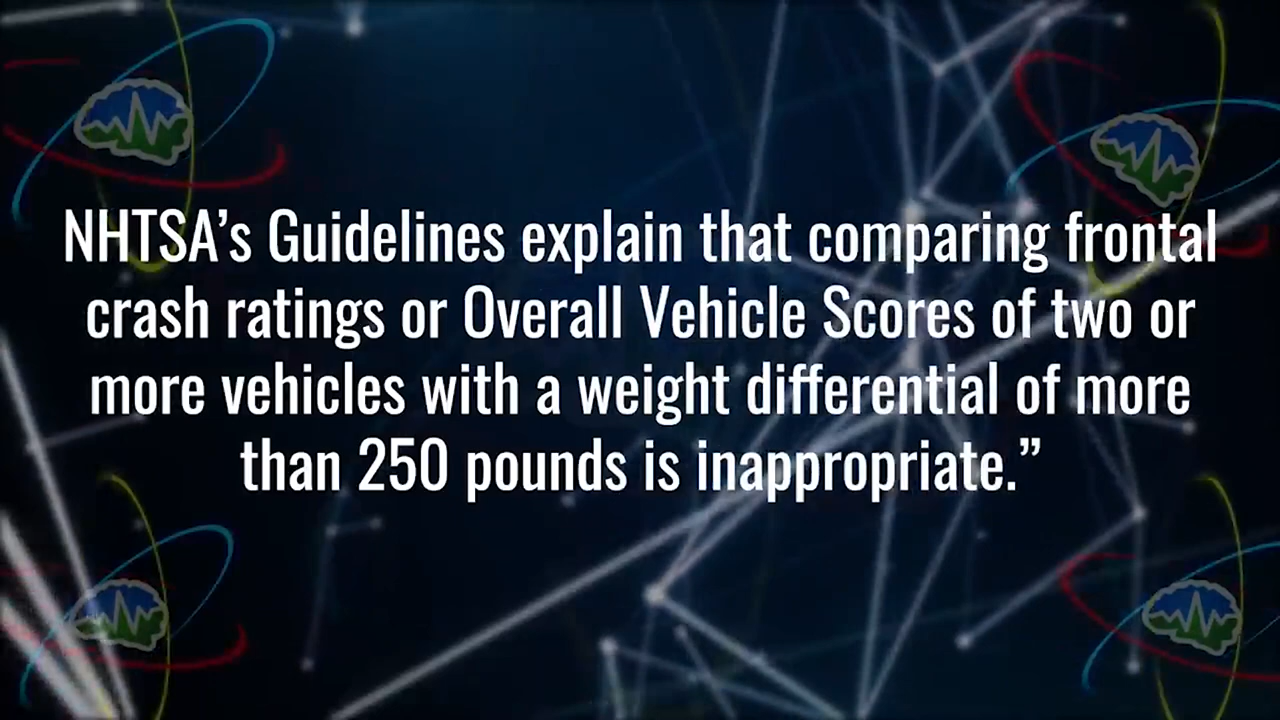 NHTSA’s Guidelines explain that comparing frontal
crash ratings or Overall Vehicle Scores of two or
more vehicles with a weight differential of more
than 250 pounds is inappropriate.”